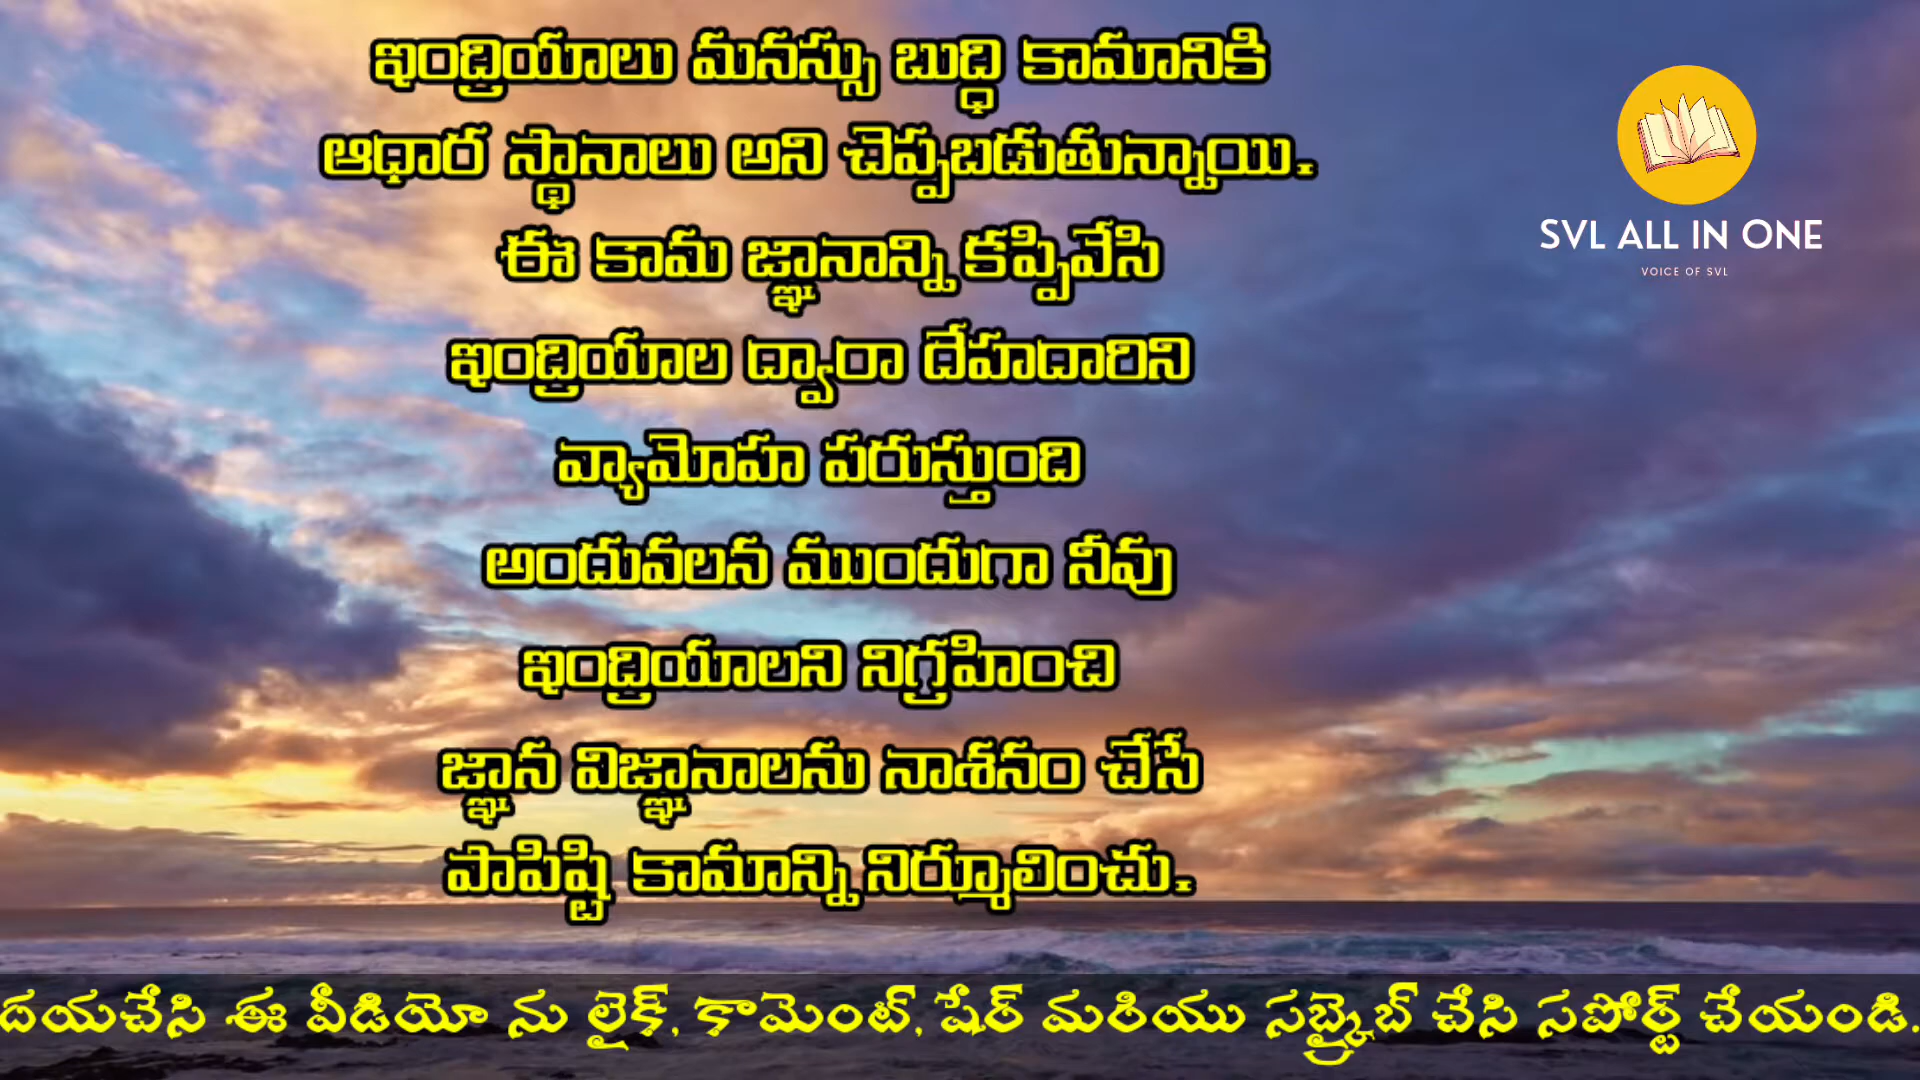 ఇంద్రియాలు మనస్సు బుద్ధి కామానికి
ఆధార స్థానాలు అని చెప్పబడుతున్నాయి.
ఈ కామ జ్ఞానాన్ని కప్పివేసి
ఇంద్రియాల ద్వారా దేహదారిని
వ్యామోహ పరుస్తుంది
అందువలన ముందుగా నీవు
ఇంద్రియాలని నిగ్రహించి
జ్ఞాన విజ్ఞానాలను నాశనం చేసే
పాపిష్టి కామాన్ని నిర్మూలించు.
SVL ALL IN ONE
VOICE OF SVL
దయచేసి ఈ వీడియో ను లైక్, కామెంట్, షేర్ మరియు సబ్స్క్రైబ్ చేసి సపోర్ట్ చేయండి.